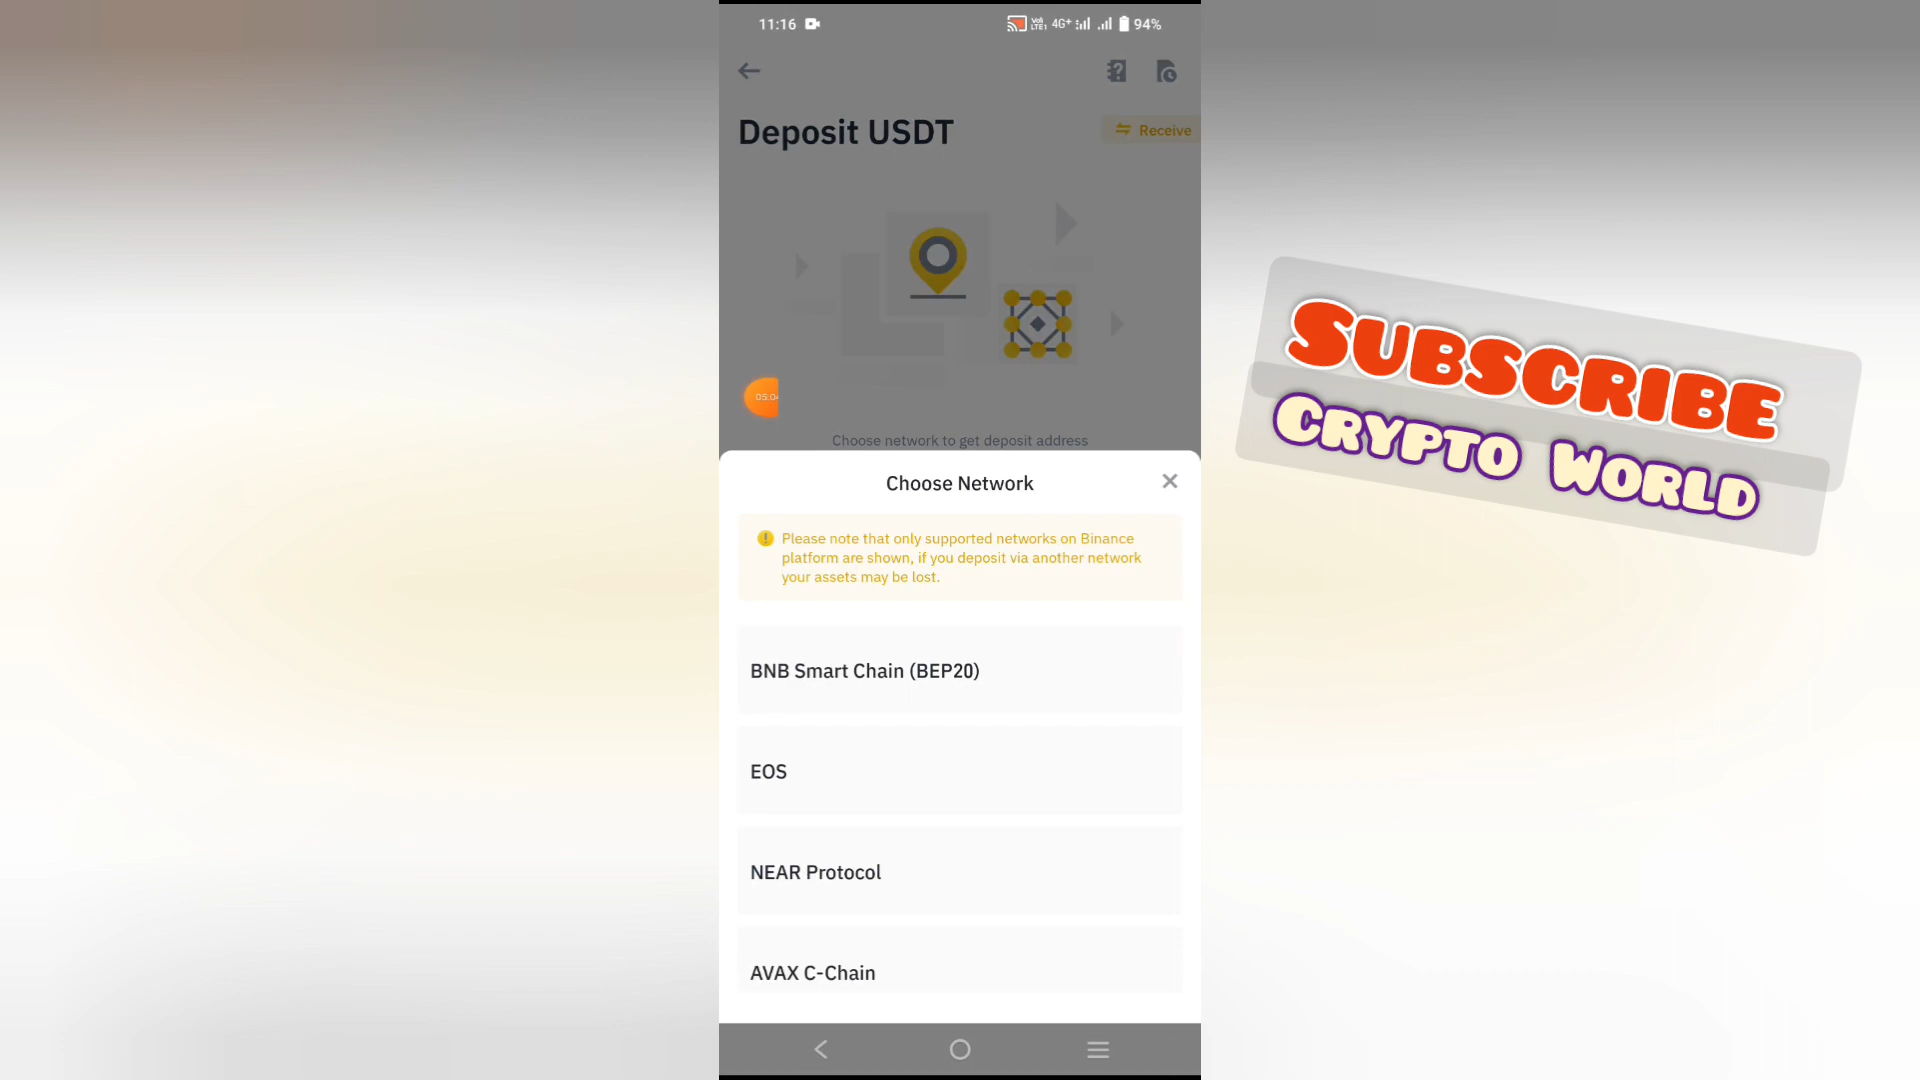 11:16
4G+ 94%
Deposit USDT
Receive
05:04
Choose network to get deposit address
Choose Network
Please note that only supported networks on Binance
platform are shown, if you deposit via another network
your assets may be lost.
BNB Smart Chain (BEP20)
EOS
NEAR Protocol
AVAX C-Chain
SUBSCRIBE
CRYPTO WORLD